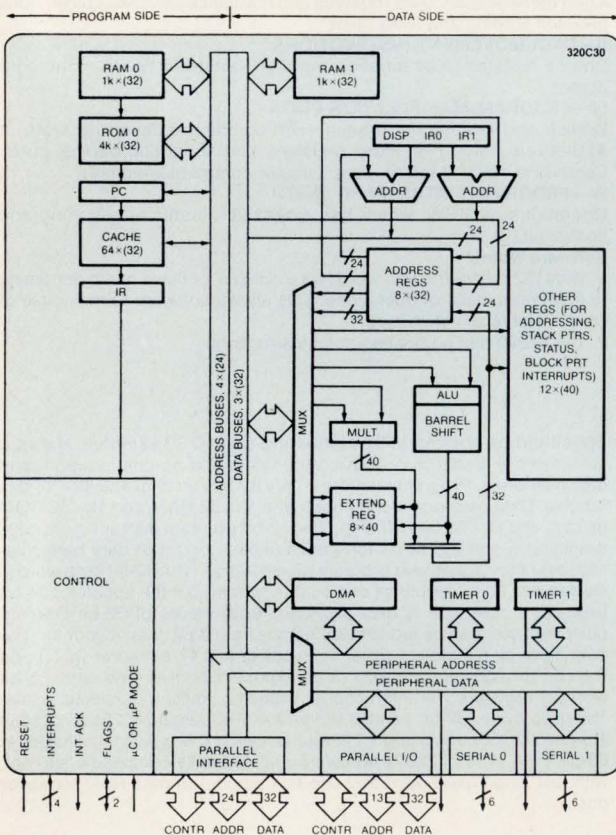 PROGRAM SIDE
DATA SIDE
320C30
RAM 0
1k×(32)
RAM 1
1k×(32)
ROM 0
4k×(32)
PC
CACHE
64×(32)
IR
DISP IR0 IR1
ADDR
ADDR
24
24
24
24
32
ADDRESS
REGS
8×(32)
OTHER
REGS (FOR
ADDRESSING,
STACK PTRS,
STATUS,
BLOCK PRT
INTERRUPTS)
12×(40)
ADDRESS BUSES, 4×(24)
DATA BUSES, 3×(32)
MUX
ALU
BARREL
SHIFT
MULT
40
40
32
EXTEND
REG
8×40
CONTROL
DMA
TIMER 0
TIMER 1
PERIPHERAL ADDRESS
PERIPHERAL DATA
MUX
RESET
INTERRUPTS
INT ACK
FLAGS
µC OR µP MODE
4
2
PARALLEL
INTERFACE
PARALLEL I/O
SERIAL 0
SERIAL 1
24
32
13
32
6
6
CONTR ADDR DATA
CONTR ADDR DATA